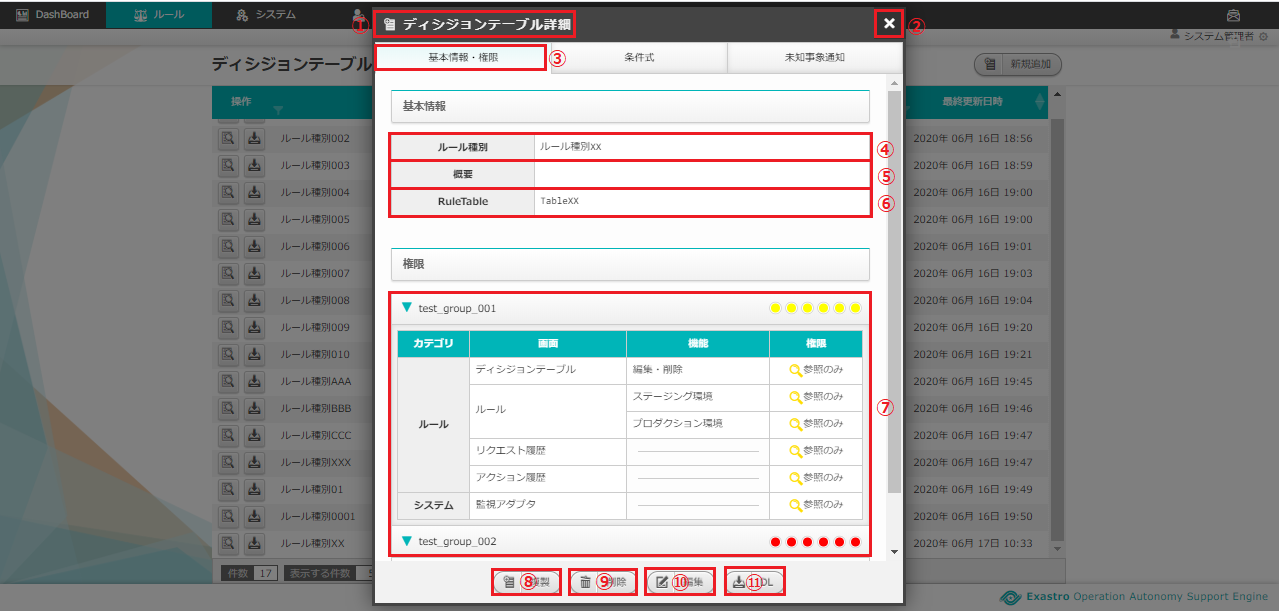 DashBoard ルール システム
システム管理者
① ディシジョンテーブル詳細 ②
ディシジョンテーブル
新規追加
基本情報・権限 ③ 条件式 未知事象通知
操作
最終更新日時
基本情報
ルール種別002 2020年 06月 16日 18:56
ルール種別 ルール種別XX ④
ルール種別003 2020年 06月 16日 18:59
概要 ⑤
ルール種別004 2020年 06月 16日 19:00
RuleTable TableXX ⑥
ルール種別005 2020年 06月 16日 19:00
ルール種別006 2020年 06月 16日 19:01
権限
ルール種別007 2020年 06月 16日 19:03
ルール種別008 2020年 06月 16日 19:04
test_group_001
ルール種別009 2020年 06月 16日 19:20
カテゴリ 画面 機能 権限
ルール種別010 2020年 06月 16日 19:21
ディシジョンテーブル 編集・削除 参照のみ
ルール種別AAA 2020年 06月 16日 19:45
ルール ステージング環境 参照のみ
ルール種別BBB 2020年 06月 16日 19:46
⑦
ルール プロダクション環境 参照のみ
ルール種別CCC 2020年 06月 16日 19:47
リクエスト履歴 参照のみ
ルール種別XXX 2020年 06月 16日 19:47
アクション履歴 参照のみ
ルール種別01 2020年 06月 16日 19:49
システム 監視アダプタ 参照のみ
ルール種別0001 2020年 06月 16日 19:50
test_group_002
ルール種別XX 2020年 06月 17日 10:33
件数 17 表示する件数 5
⑧製 ⑨削除 ⑩編集 ⑪DL
Exastro Operation Autonomy Support Engine